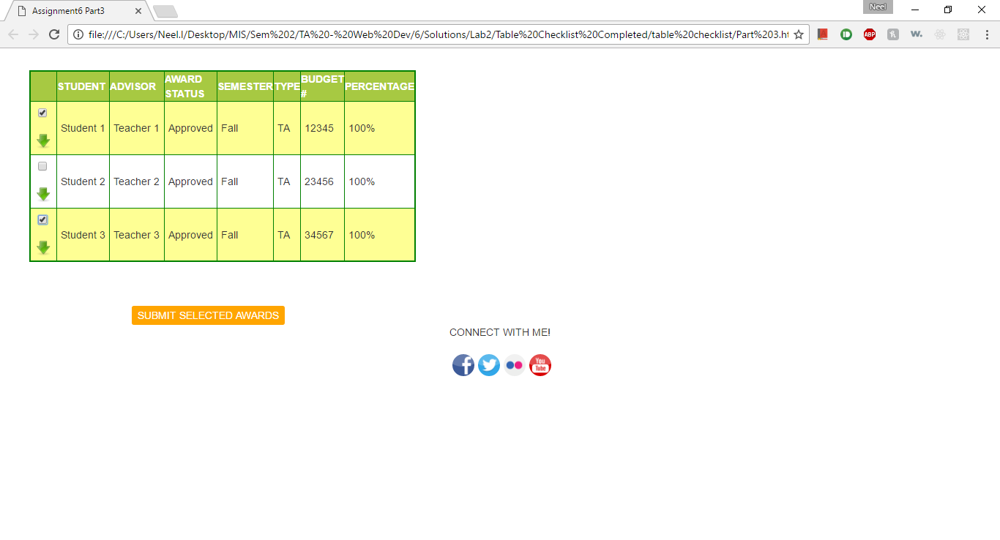 Assignment6 Part3
Neel
file:///C:/Users/Neel.I/Desktop/MIS/Sem%202/TA%20-%20Web%20Dev/6/Solutions/Lab2/Table%20Checklist%20Completed/table%20checklist/Part%203.ht
ABP
w.
STUDENT ADVISOR AWARD STATUS SEMESTER TYPE BUDGET # PERCENTAGE
Student 1 Teacher 1 Approved Fall TA 12345 100%
Student 2 Teacher 2 Approved Fall TA 23456 100%
Student 3 Teacher 3 Approved Fall TA 34567 100%
SUBMIT SELECTED AWARDS
CONNECT WITH ME!
f
You
Tube